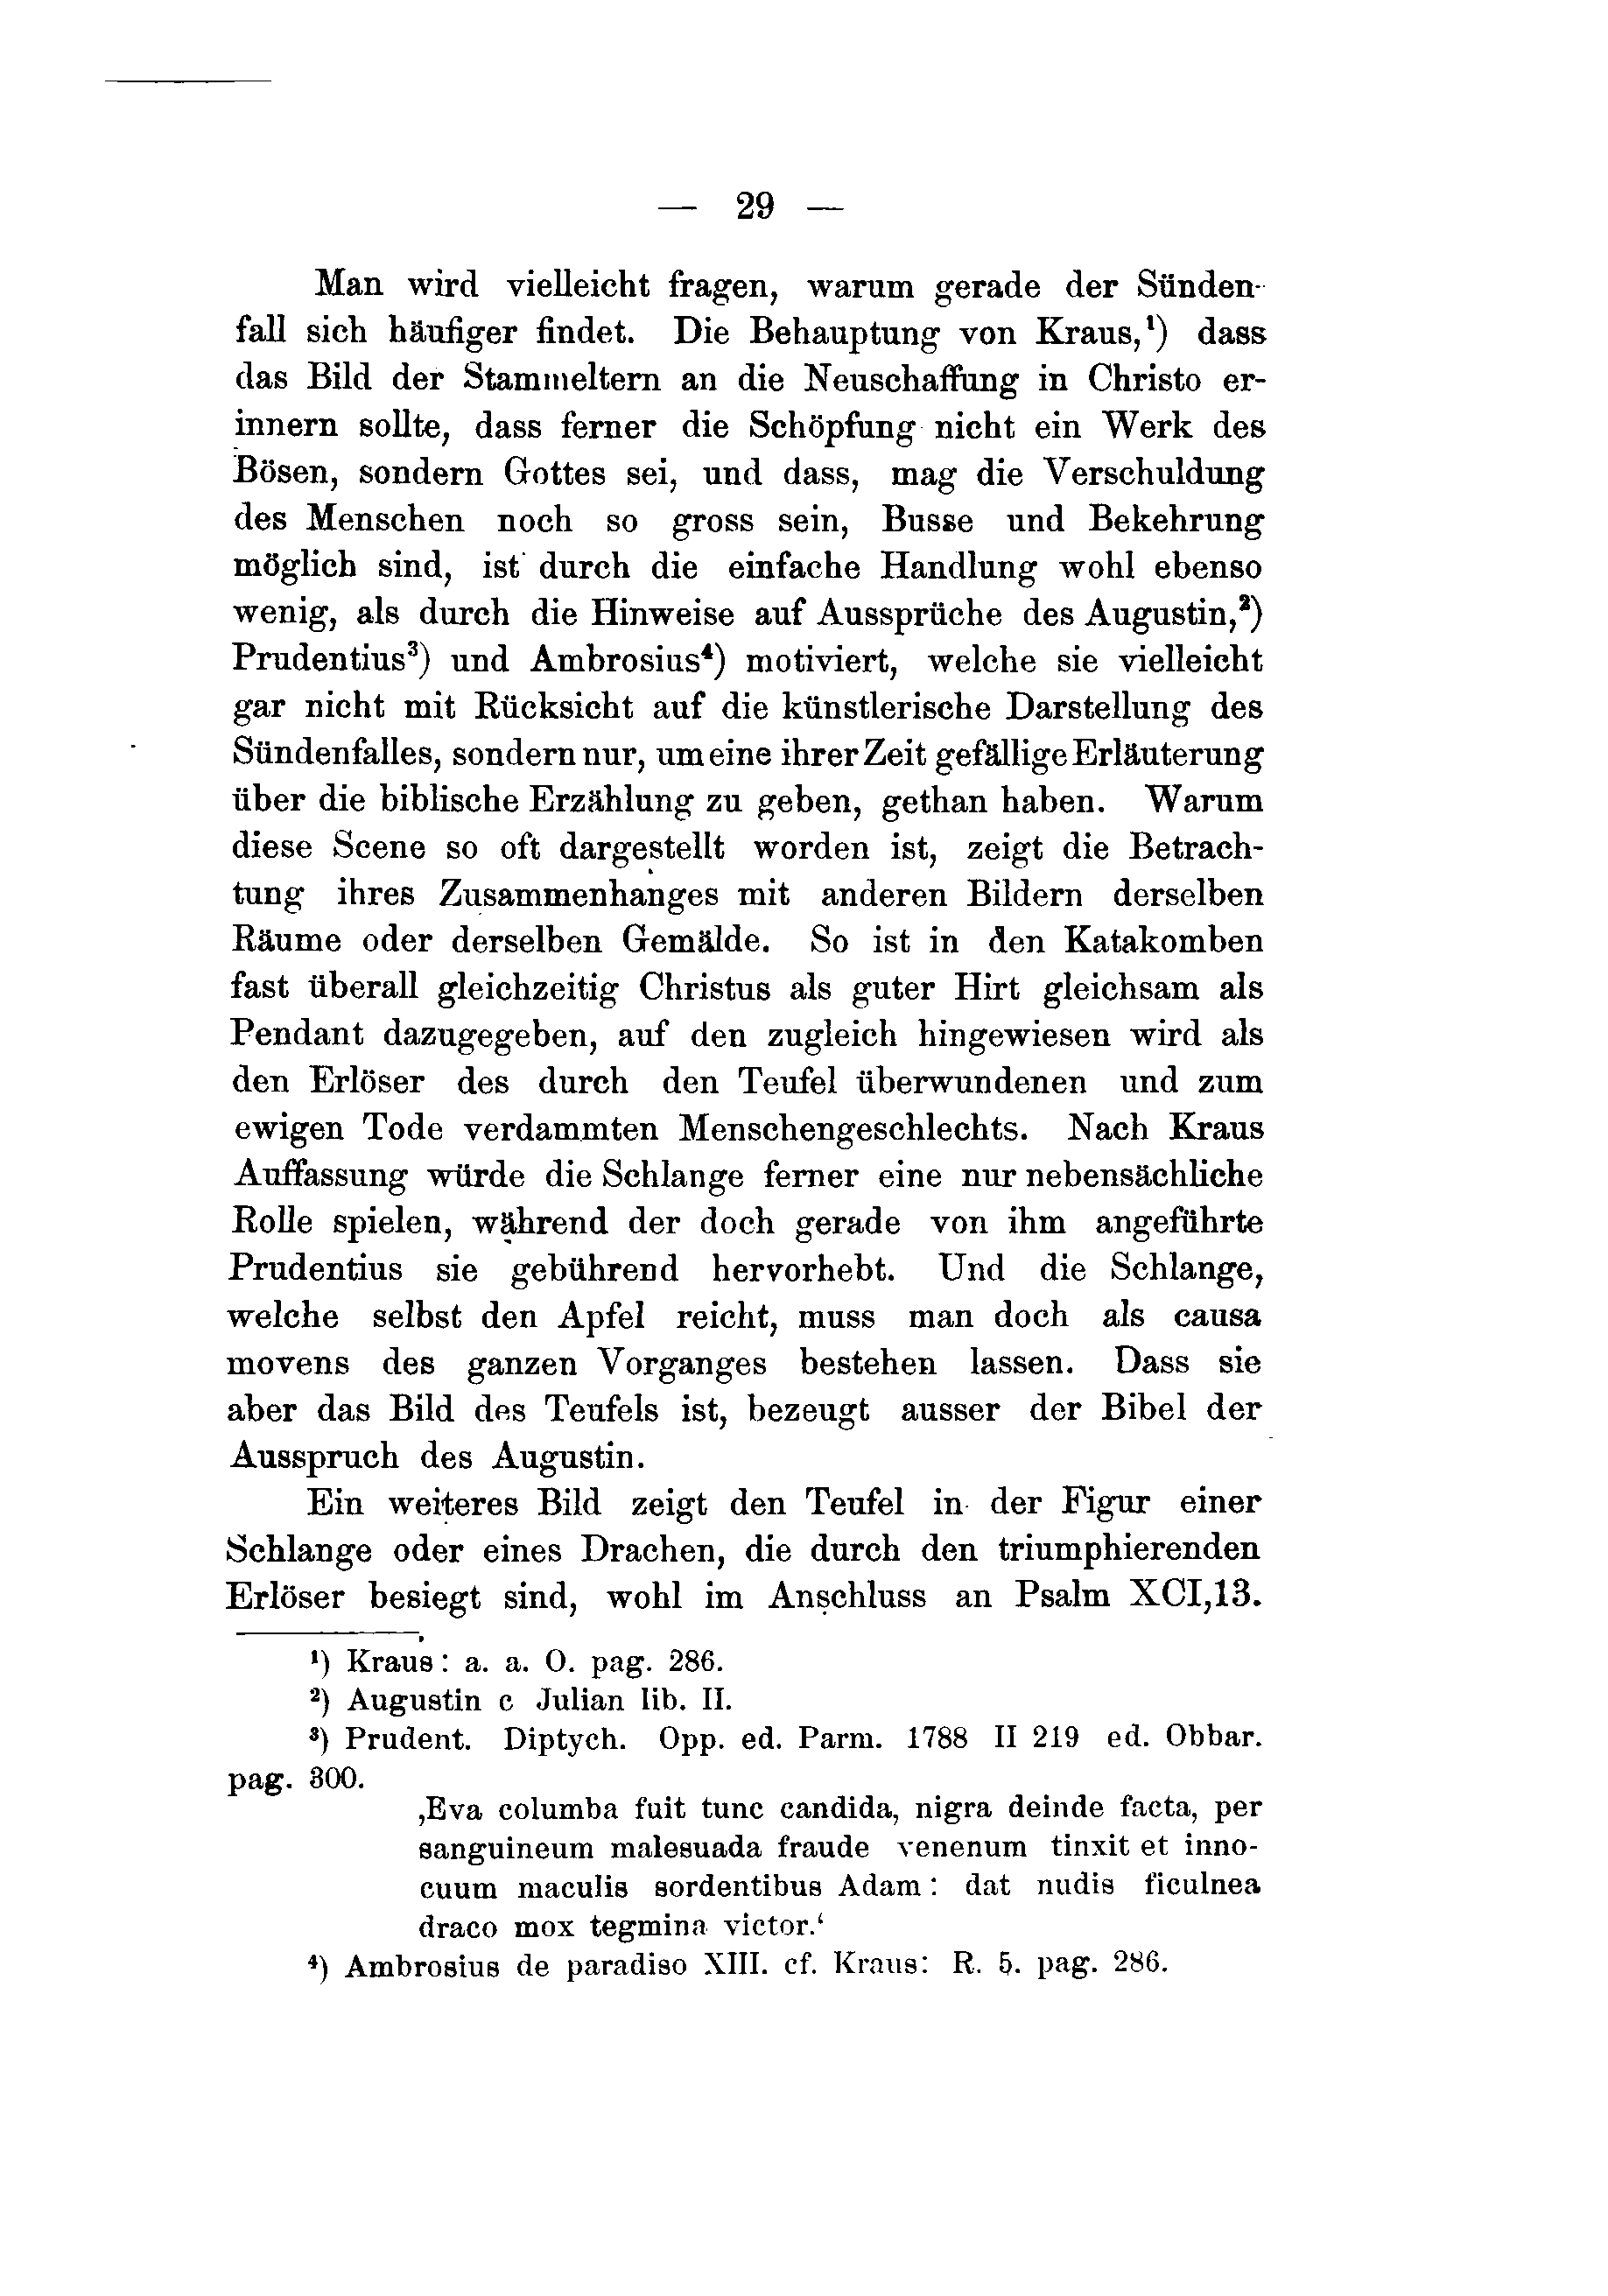 — 29 —
Man wird vielleicht fragen, warum gerade der Sünden-
fall sich häufiger findet. Die Behauptung von Kraus,¹) dass
das Bild der Stammeltern an die Neuschaffung in Christo er-
innern sollte, dass ferner die Schöpfung nicht ein Werk des
Bösen, sondern Gottes sei, und dass, mag die Verschuldung
des Menschen noch so gross sein, Busse und Bekehrung
möglich sind, ist durch die einfache Handlung wohl ebenso
wenig, als durch die Hinweise auf Aussprüche des Augustin,²)
Prudentius³) und Ambrosius⁴) motiviert, welche sie vielleicht
gar nicht mit Rücksicht auf die künstlerische Darstellung des
Sündenfalles, sondern nur, um eine ihrer Zeit gefällige Erläuterung
über die biblische Erzählung zu geben, gethan haben. Warum
diese Scene so oft dargestellt worden ist, zeigt die Betrach-
tung ihres Zusammenhanges mit anderen Bildern derselben
Räume oder derselben Gemälde. So ist in den Katakomben
fast überall gleichzeitig Christus als guter Hirt gleichsam als
Pendant dazugegeben, auf den zugleich hingewiesen wird als
den Erlöser des durch den Teufel überwundenen und zum
ewigen Tode verdammten Menschengeschlechts. Nach Kraus
Auffassung würde die Schlange ferner eine nur nebensächliche
Rolle spielen, während der doch gerade von ihm angeführte
Prudentius sie gebührend hervorhebt. Und die Schlange,
welche selbst den Apfel reicht, muss man doch als causa
movens des ganzen Vorganges bestehen lassen. Dass sie
aber das Bild des Teufels ist, bezeugt ausser der Bibel der
Ausspruch des Augustin.
Ein weiteres Bild zeigt den Teufel in der Figur einer
Schlange oder eines Drachen, die durch den triumphierenden
Erlöser besiegt sind, wohl im Anschluss an Psalm XCI,13.
¹) Kraus: a. a. O. pag. 286.
²) Augustin c Julian lib. II.
³) Prudent. Diptych. Opp. ed. Parm. 1788 II 219 ed. Obbar.
pag. 300.
‚Eva columba fuit tunc candida, nigra deinde facta, per
sanguineum malesuada fraude venenum tinxit et inno-
cuum maculis sordentibus Adam: dat nudis ficulnea
draco mox tegmina victor.‘
⁴) Ambrosius de paradiso XIII. cf. Kraus: R. 5. pag. 286.